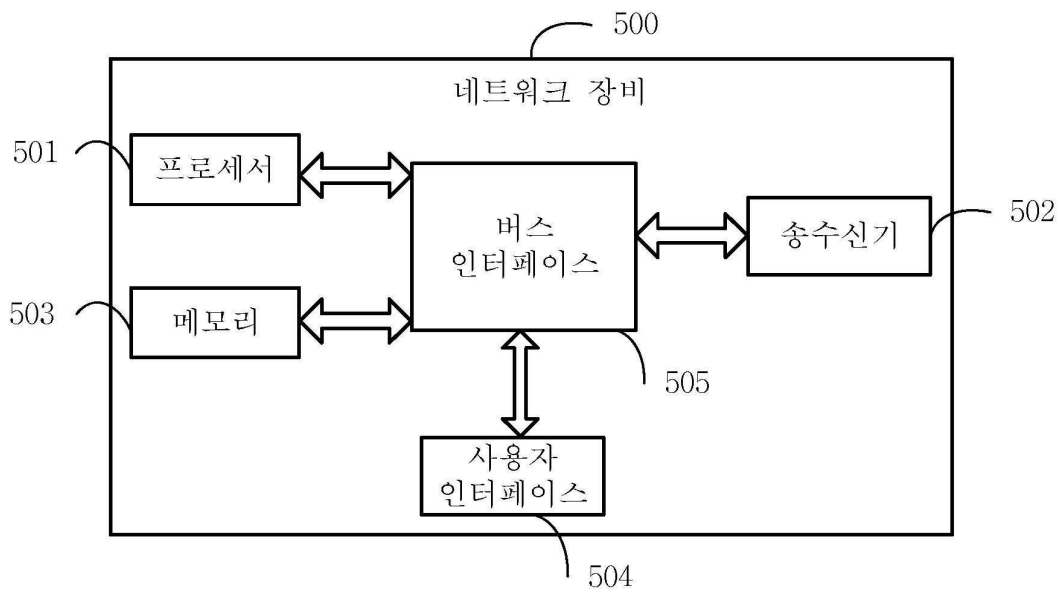 500
네트워크 장비
501
프로세서
버스
인터페이스
송수신기
502
503
메모리
505
사용자
인터페이스
504